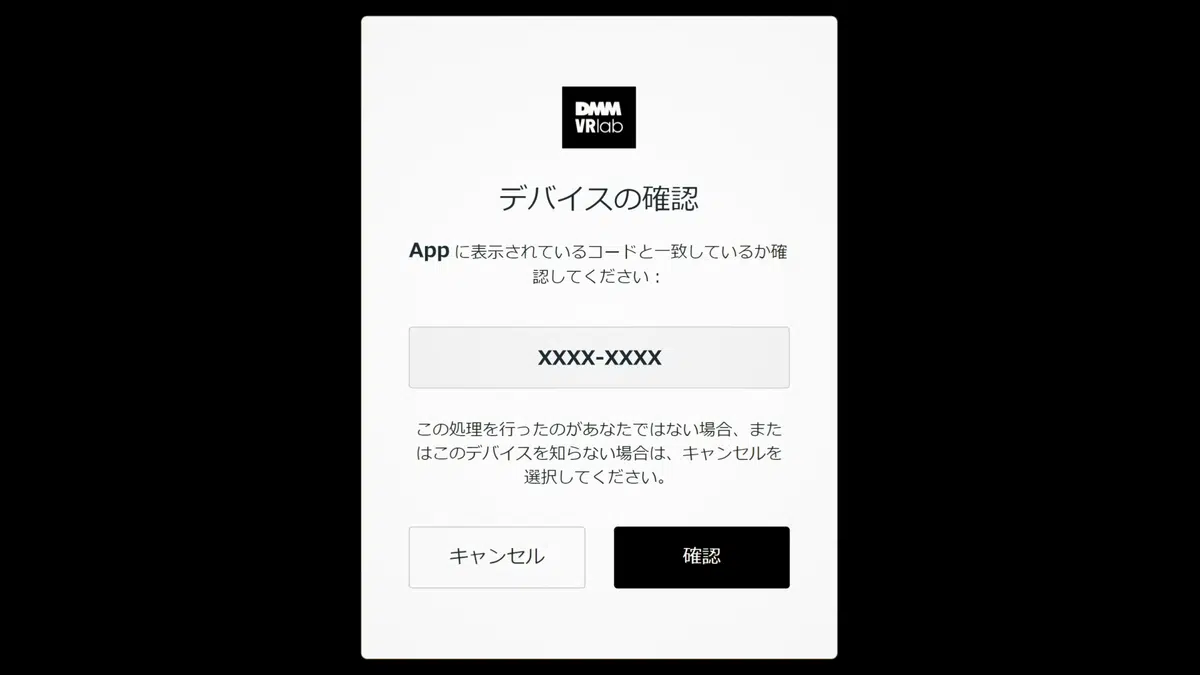 DMM
VRlab
デバイスの確認
App に表示されているコードと一致しているか確
認してください：
XXXX-XXXX
この処理を行ったのがあなたではない場合、また
はこのデバイスを知らない場合は、キャンセルを
選択してください。
キャンセル
確認